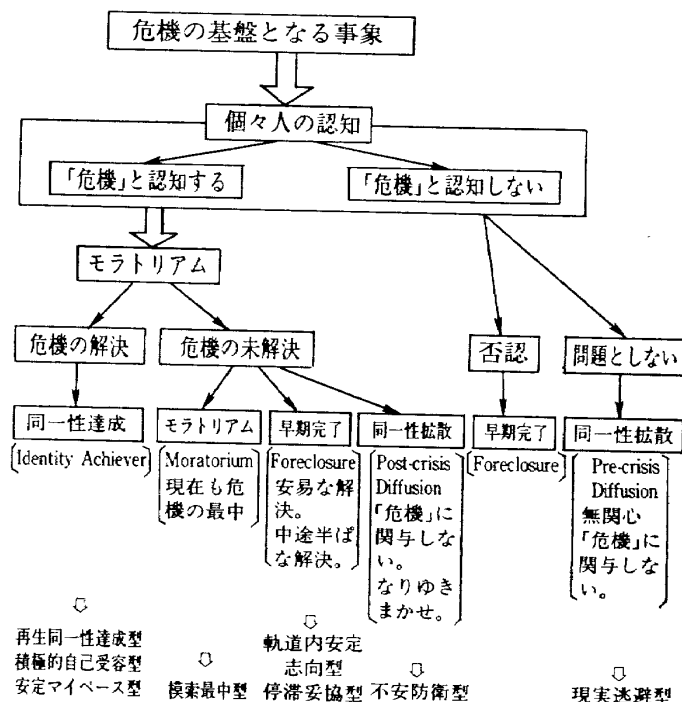 危機の基盤となる事象
個々人の認知
「危機」と認知する
「危機」と認知しない
モラトリアム
危機の解決
危機の未解決
否認
問題としない
同一性達成
Identity Achiever
モラトリアム
Moratorium
現在も危
機の最中
早期完了
Foreclosure
安易な解
決。
中途半ぱ
な解決。
同一性拡散
Post-crisis
Diffusion
「危機」に
関与しな
い。
なりゆき
まかせ。
早期完了
Foreclosure
同一性拡散
Pre-crisis
Diffusion
無関心
「危機」に
関与しな
い。
再生同一性達成型
積極的自己受容型
安定マイペース型
模索最中型
軌道内安定
志向型
停滞妥協型
不安防衛型
現実逃避型